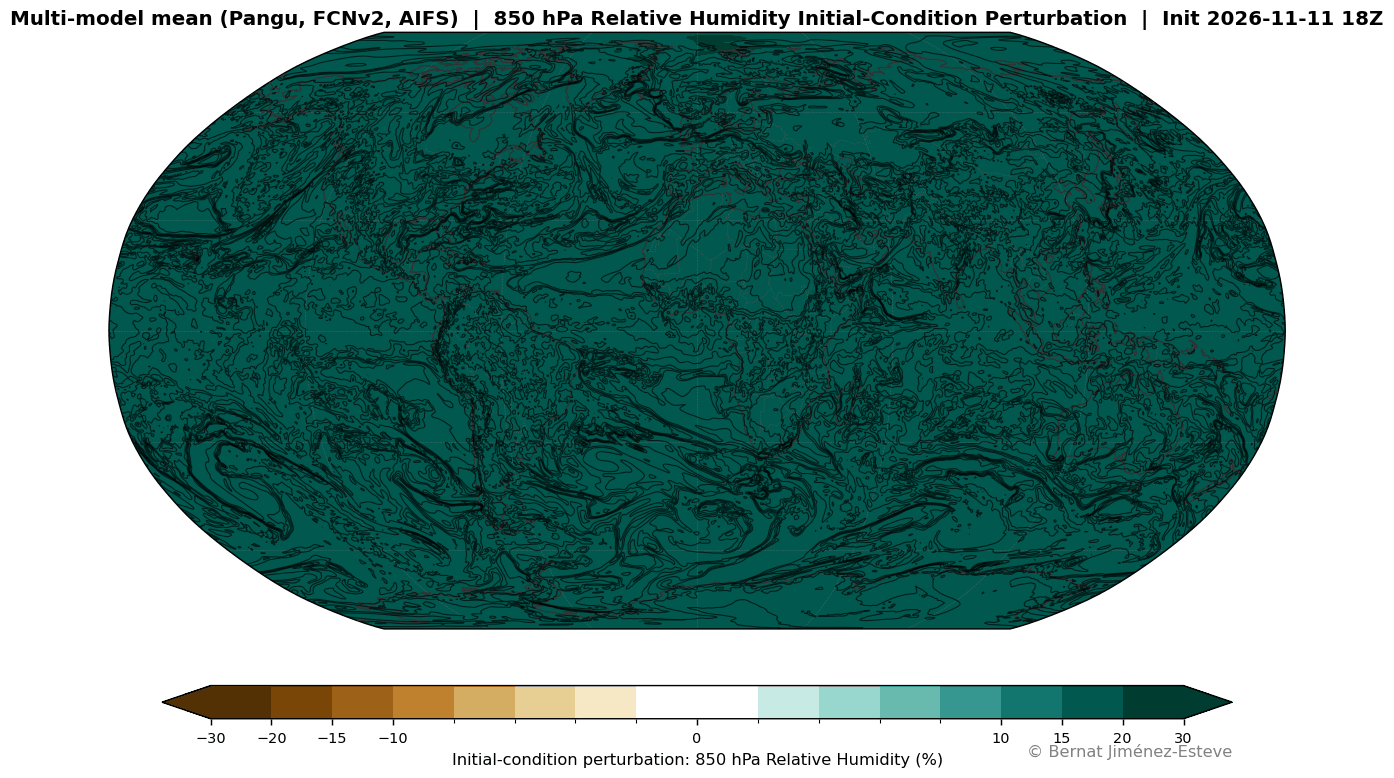 Multi-model mean (Pangu, FCNv2, AIFS)  |  850 hPa Relative Humidity Initial-Condition Perturbation  |  Init 2026-11-11 18Z
−30 −20 −15 −10 0 10 15 20 30
© Bernat Jiménez-Esteve
Initial-condition perturbation: 850 hPa Relative Humidity (%)